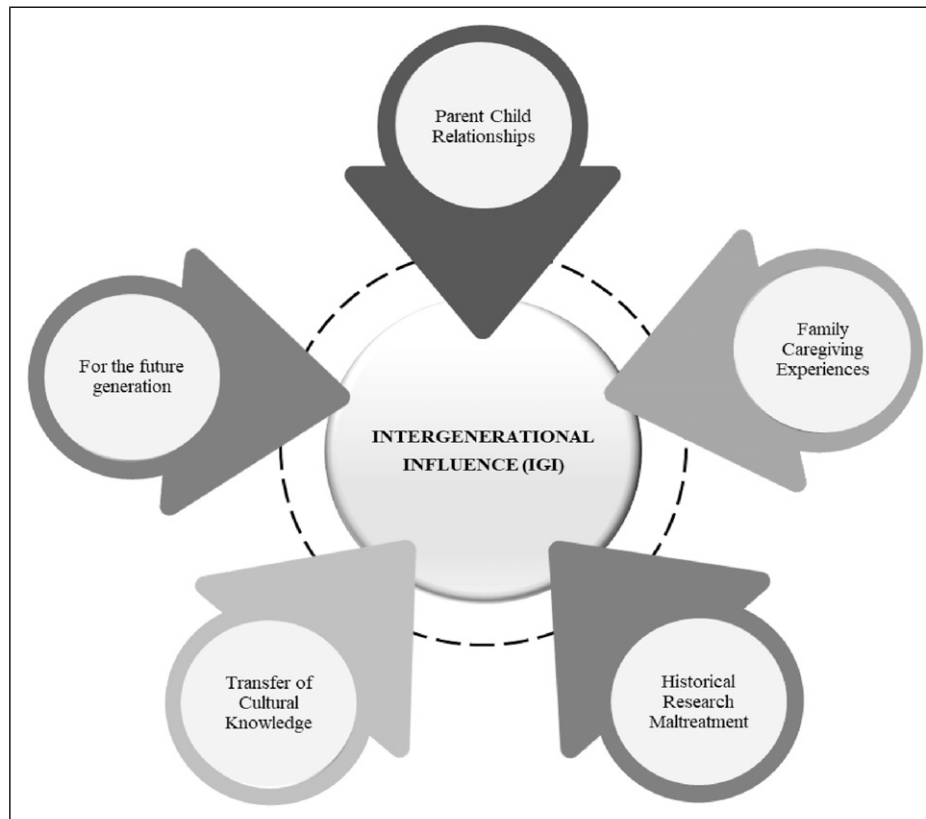 Parent Child
Relationships
Family
Caregiving
Experiences
For the future
generation
INTERGENERATIONAL
INFLUENCE (IGI)
Transfer of
Cultural
Knowledge
Historical
Research
Maltreatment